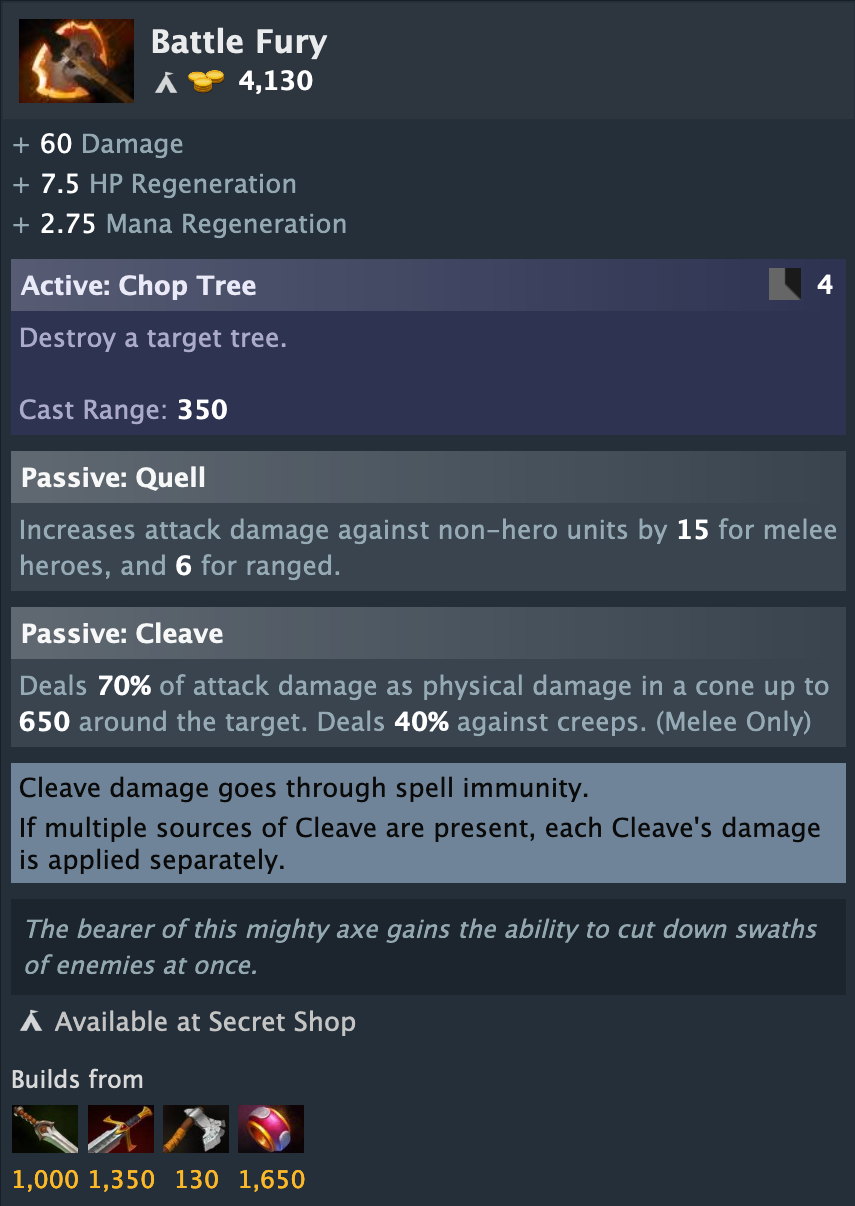 Battle Fury
4,130
+ 60 Damage
+ 7.5 HP Regeneration
+ 2.75 Mana Regeneration
Active: Chop Tree 4
Destroy a target tree.
Cast Range: 350
Passive: Quell
Increases attack damage against non-hero units by 15 for melee
heroes, and 6 for ranged.
Passive: Cleave
Deals 70% of attack damage as physical damage in a cone up to
650 around the target. Deals 40% against creeps. (Melee Only)
Cleave damage goes through spell immunity.
If multiple sources of Cleave are present, each Cleave's damage
is applied separately.
The bearer of this mighty axe gains the ability to cut down swaths
of enemies at once.
Available at Secret Shop
Builds from
1,000 1,350 130 1,650